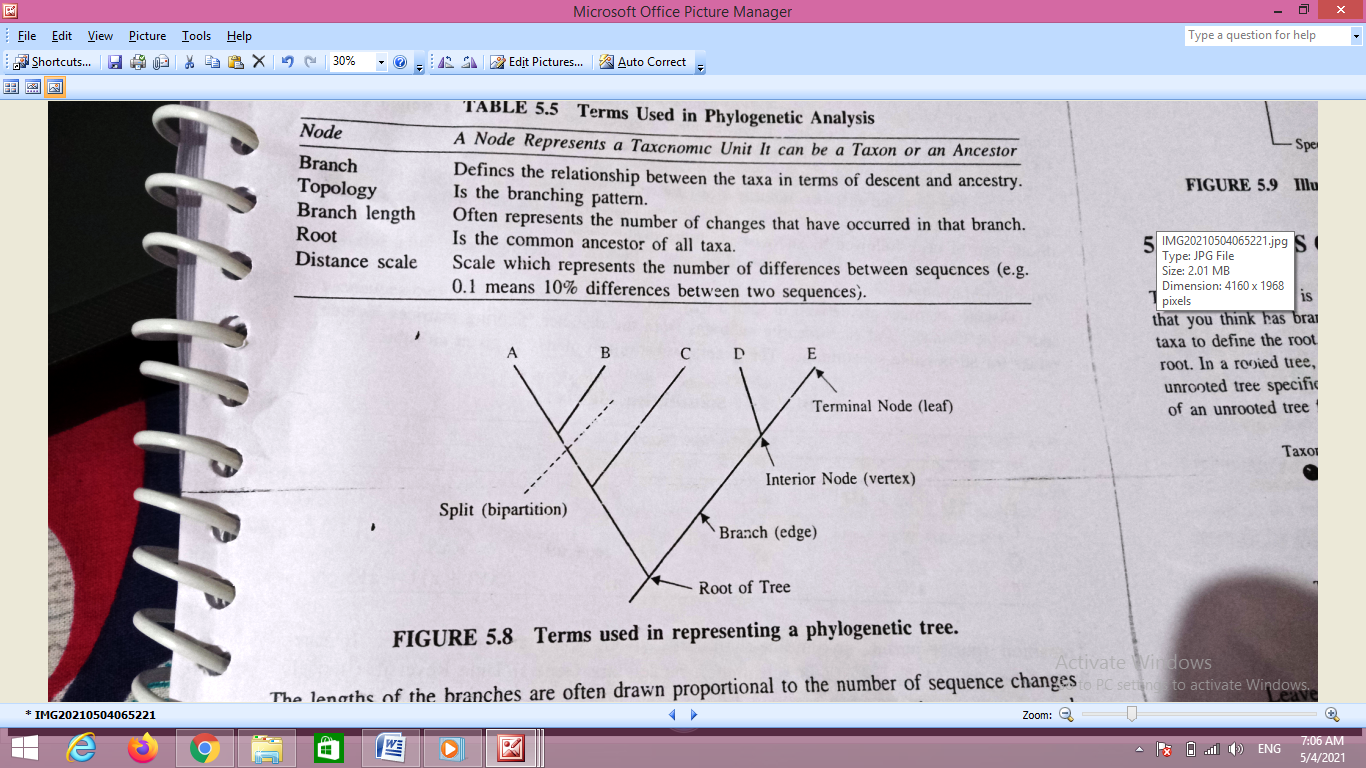 Microsoft Office Picture Manager
File Edit View Picture Tools Help
Type a question for help
Shortcuts... 30% Edit Pictures... Auto Correct
TABLE 5.5 Terms Used in Phylogenetic Analysis
Node A Node Represents a Taxonomic Unit It can be a Taxon or an Ancestor
Branch Defines the relationship between the taxa in terms of descent and ancestry.
Topology Is the branching pattern.
Branch length Often represents the number of changes that have occurred in that branch.
Root Is the common ancestor of all taxa.
Distance scale Scale which represents the number of differences between sequences (e.g.
0.1 means 10% differences between two sequences).
A B C D E
Terminal Node (leaf)
Interior Node (vertex)
Split (bipartition)
Branch (edge)
Root of Tree
FIGURE 5.8 Terms used in representing a phylogenetic tree.
The lengths of the branches are often drawn proportional to the number of sequence changes
FIGURE 5.9
IMG20210504065221.jpg
Type: JPG File
Size: 2.01 MB
Dimension: 4160 x 1968
pixels
is
that you think has
taxa to define the root
root. In a rooted tree,
unrooted tree
of an unrooted tree
Activate Windows
to PC settings to activate Windows.
* IMG20210504065221
Zoom:
ENG
7:06 AM
5/4/2021